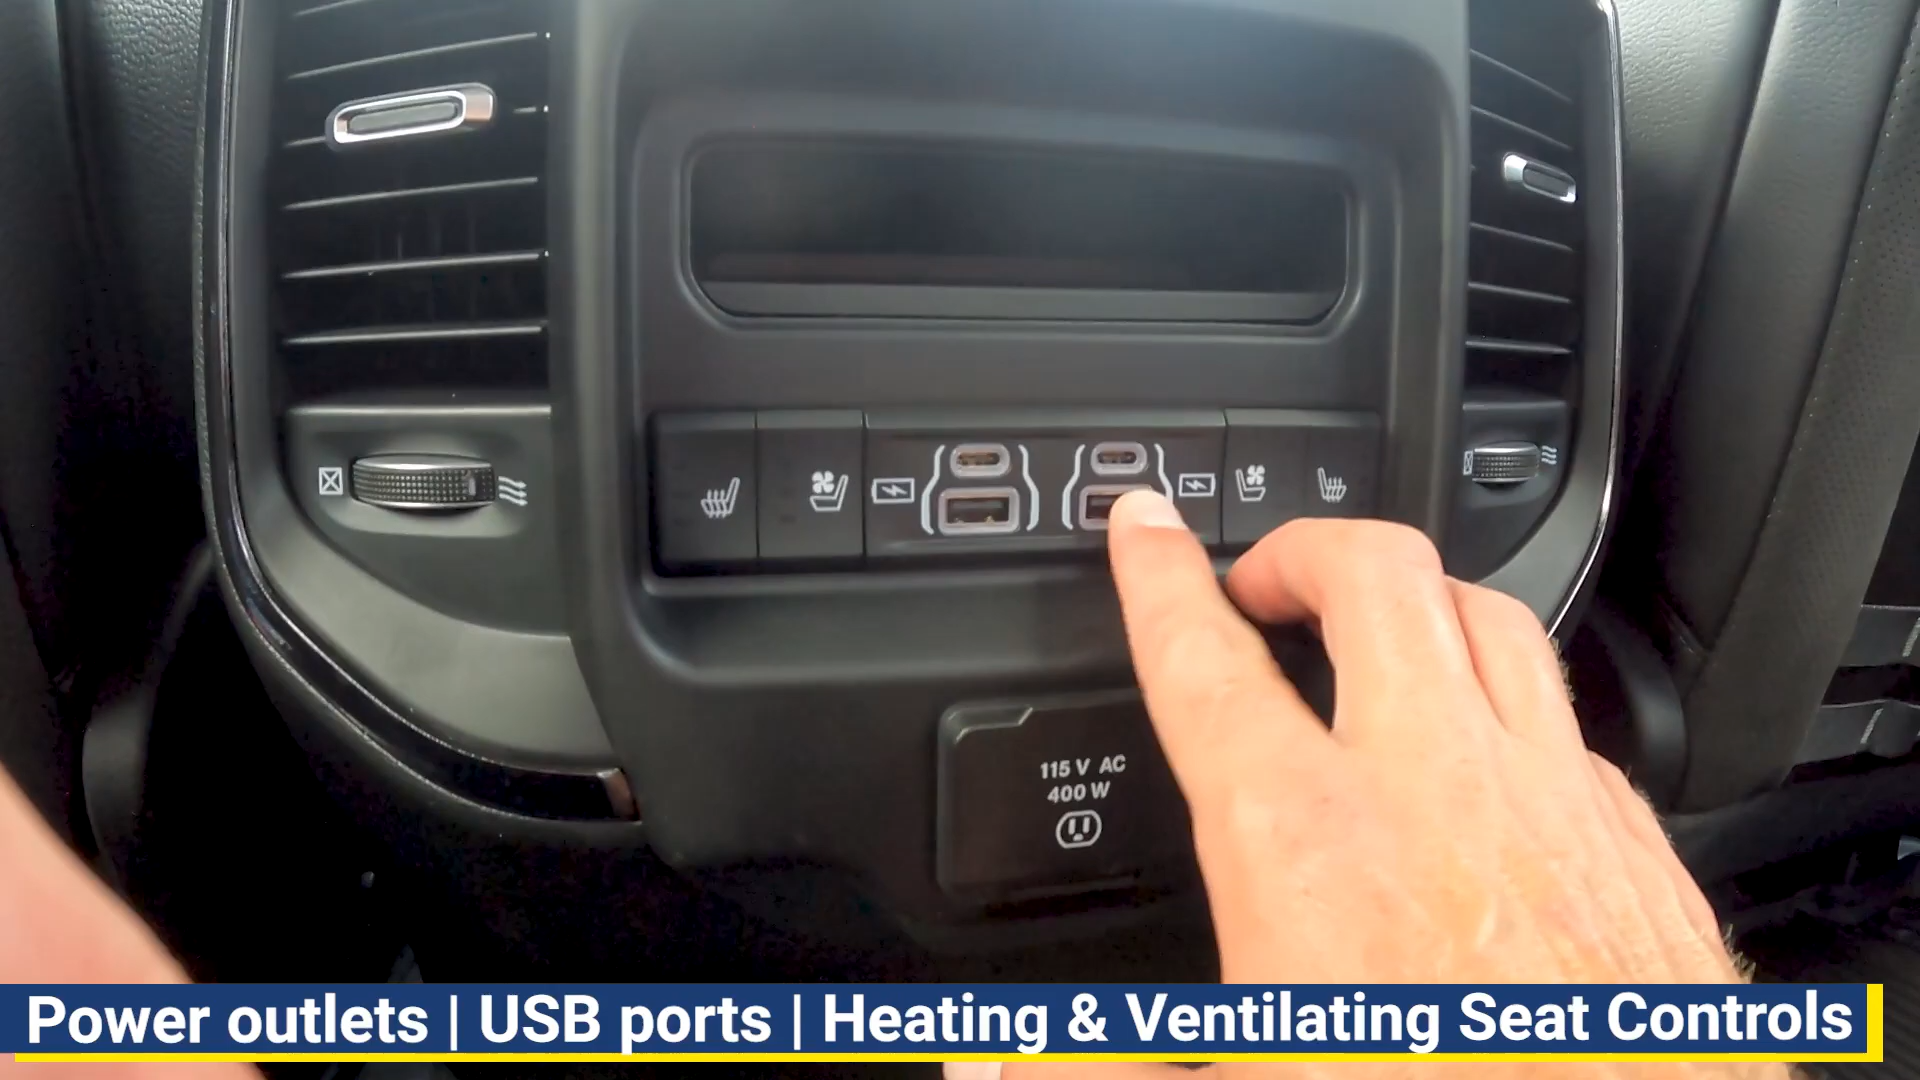 115 V AC
400 W
Power outlets | USB ports | Heating & Ventilating Seat Controls